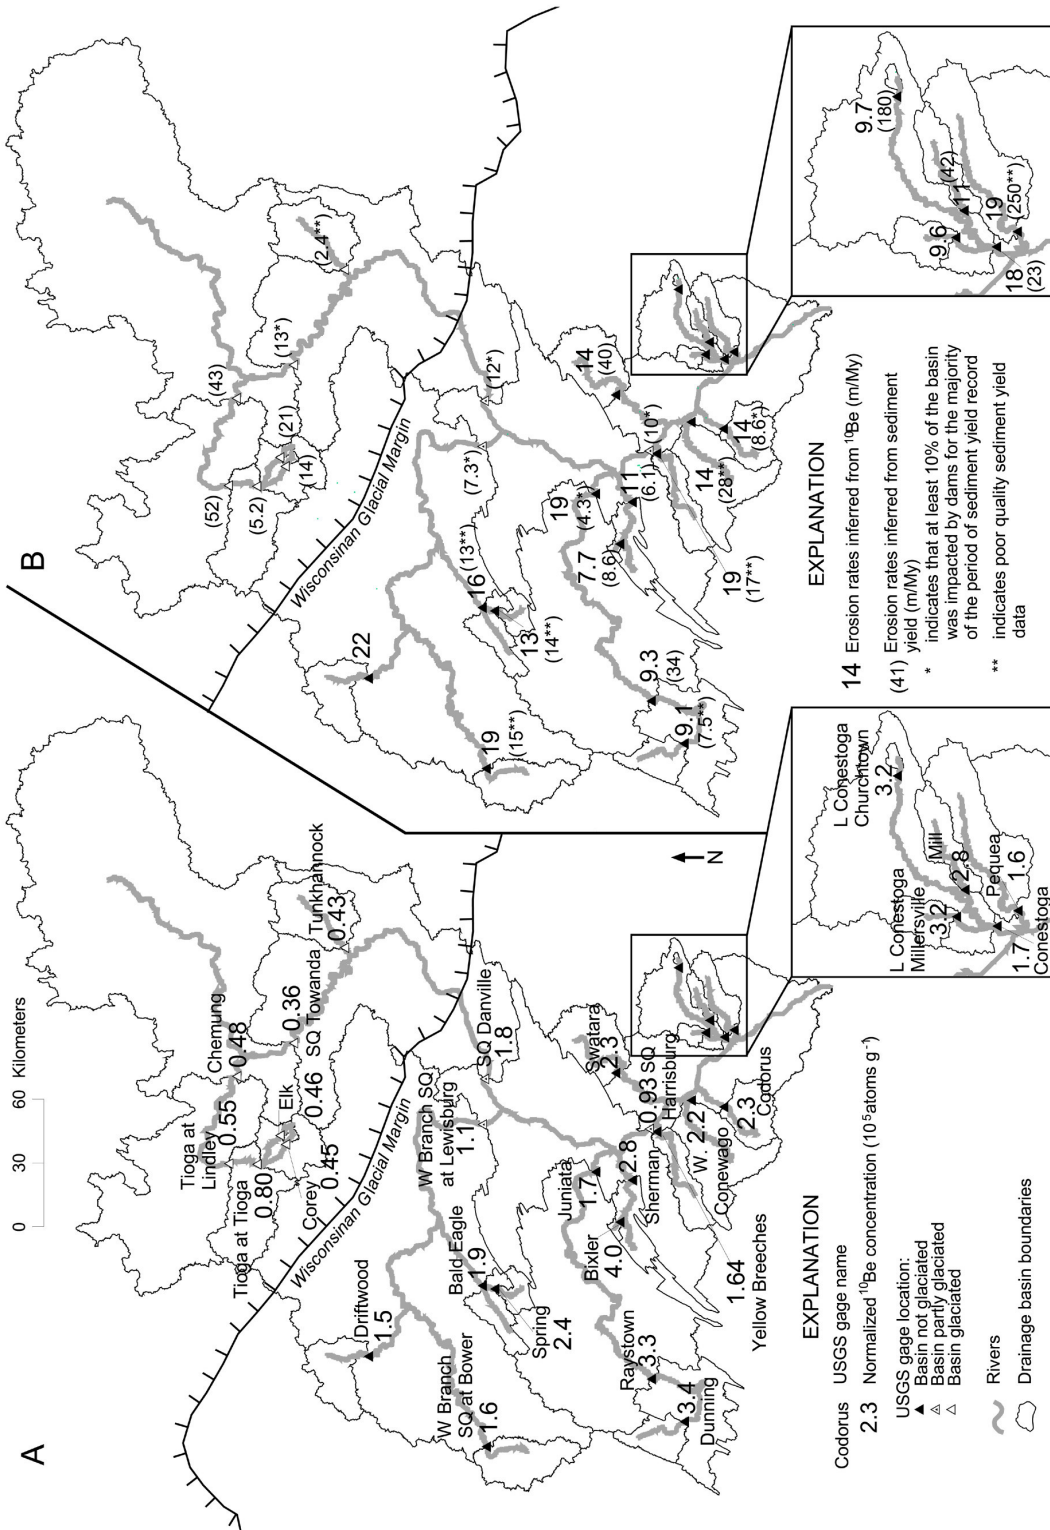 A
0 30 60 Kilometers
Tioga at
Lindley
0.55
Chemung
0.48
Tioga at Tioga
0.80
Elk
0.46
Corey
0.45
0.36
SQ Towanda
Tunkhannock
0.43
Wisconsinan Glacial Margin
Driftwood
1.5
W Branch
SQ at Bower
1.6
W Branch SQ
at Lewisburg
1.1
SQ Danville
1.8
Bald Eagle
1.9
Spring
2.4
Juniata
1.7
Bixler
4.0
2.8
Sherman
Swatara
2.3
0.93 SQ
Harrisburg
Raystown
3.3
3.4
Dunning
W.
Conewago
2.2
2.3
Codorus
1.64
Yellow Breeches
N
L Conestoga
Churchtown
3.2
L Conestoga
Millersville
3.2
Mill
2.8
Pequea
1.6
1.7
Conestoga
EXPLANATION
Codorus USGS gage name
2.3 Normalized ¹⁰Be concentration (10⁵atoms g⁻¹)
USGS gage location:
Basin not glaciated
Basin partly glaciated
Basin glaciated
Rivers
Drainage basin boundaries
B
(52)
(43)
(5.2)
(21)
(14)
(13*)
(2.4**)
Wisconsinan Glacial Margin
22
19
(15**)
(7.3*)
(12*)
16 (13**)
13
(14**)
19
(4.3*)
7.7
(8.6)
11
(6.1)
14
(40)
(10*)
9.3
(34)
9.1
(7.5**)
14
(28**)
14
(8.6*)
19
(17**)
9.7
(180)
9.6
11
(42)
19
(250**)
18
(23)
EXPLANATION
14 Erosion rates inferred from ¹⁰Be (m/My)
(41) Erosion rates inferred from sediment
yield (m/My)
* indicates that at least 10% of the basin
was impacted by dams for the majority
of the period of sediment yield record
** indicates poor quality sediment yield
data